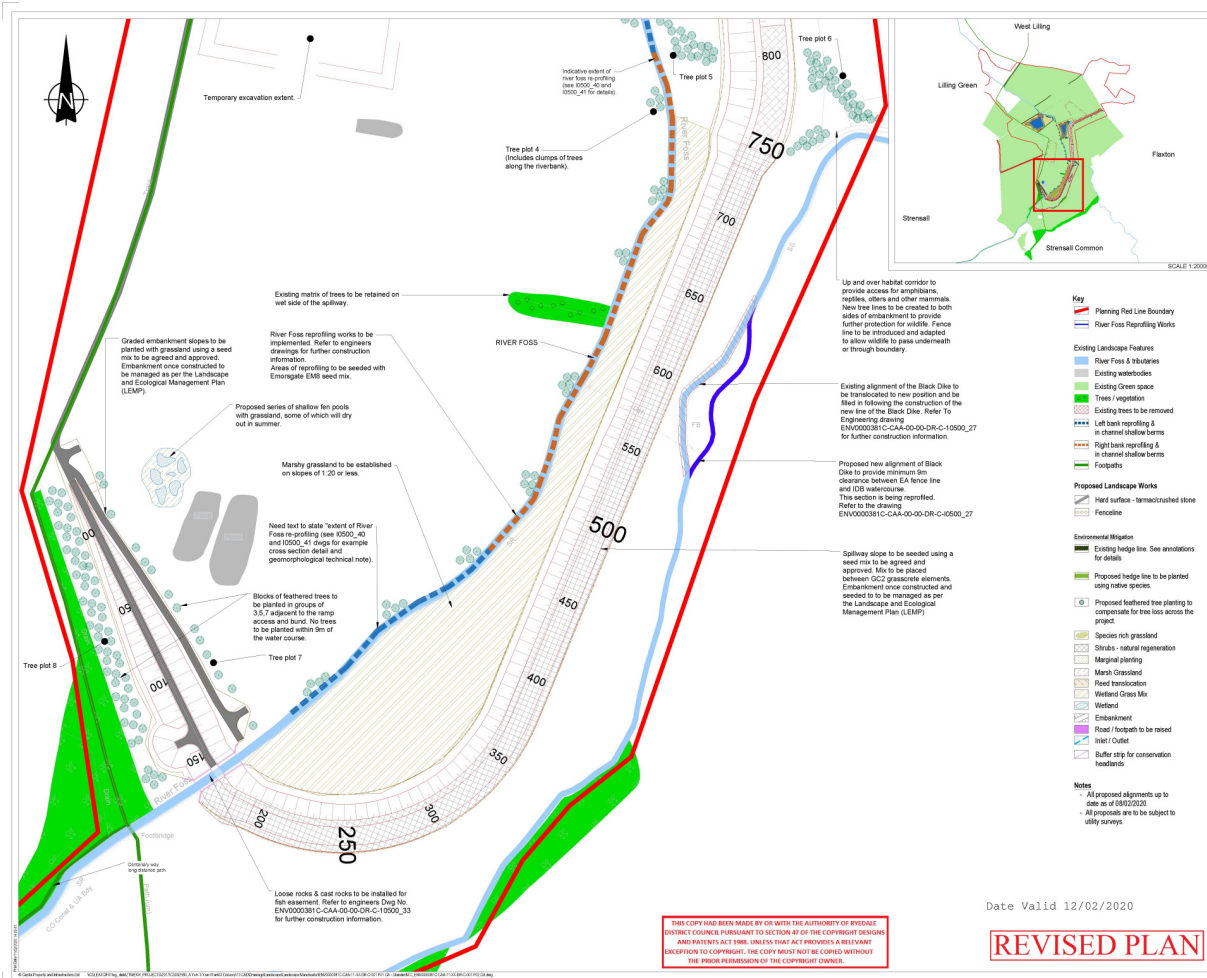 N
Temporary excavation extent.
Indicative extent of
river foss re-profiling
(see I0500_40 and
I0500_41 for details)
Tree plot 5
Tree plot 4
(Includes clumps of trees
along the riverbank).
River Foss
Tree plot 6
800
750
700
650
600
550
500
450
400
350
300
250
200
150
100
50
00
SS
FB
Up and over habitat corridor to
provide access for amphibians,
reptiles, otters and other mammals.
New tree lines to be created to both
sides of embankment to provide
further protection for wildlife. Fence
line to be introduced and adapted
to allow wildlife to pass underneath
or through boundary.
Existing matrix of trees to be retained on
wet side of the spillway.
RIVER FOSS
River Foss reprofiling works to be
implemented. Refer to engineers
drawings for further construction
information.
Areas of reprofiling to be seeded with
Emorsgate EM8 seed mix.
Graded embankment slopes to be
planted with grassland using a seed
mix to be agreed and approved.
Embankment once constructed to
be managed as per the Landscape
and Ecological Management Plan
(LEMP).
Proposed series of shallow fen pools
with grassland, some of which will dry
out in summer.
Marshy grassland to be established
on slopes of 1:20 or less.
Need text to state "extent of River
Foss re-profiling (see I0500_40
and I0500_41 dwgs for example
cross section detail and
geomorphological technical note).
Blocks of feathered trees to
be planted in groups of
3,5,7 adjacent to the ramp
access and bund. No trees
to be planted within 9m of
the water course.
Tree plot 8
Tree plot 7
Existing alignment of the Black Dike to
be translocated to new position and be
filled in following the construction of the
new line of the Black Dike. Refer To
Engineering drawing
ENV0000381C-CAA-00-00-DR-C-10500_27
for further construction information.
Proposed new alignment of Black
Dike to provide minimum 9m
clearance between EA fence line
and IDB watercourse.
This section is being reprofiled.
Refer to the drawing
ENV0000381C-CAA-00-00-DR-C-I0500_27
Spillway slope to be seeded using a
seed mix to be agreed and
approved. Mix to be placed
between GC2 grasscrete elements.
Embankment once constructed and
seeded to to be managed as per
the Landscape and Ecological
Management Plan (LEMP)
River Foss
Drain
Footbridge
Centenary way
long distance path
Path (um)
CO Const & UA Bdy
Loose rocks & cast rocks to be installed for
fish easement. Refer to engineers Dwg No.
ENV0000381C-CAA-00-00-DR-C-10500_33
for further construction information.
West Lilling
Lilling Green
Flaxton
Strensall
Strensall Common
SCALE 1:20000
Key
Planning Red Line Boundary
River Foss Reprofiling Works
Existing Landscape Features
River Foss & tributaries
Existing waterbodies
Existing Green space
Trees / vegetation
Existing trees to be removed
Left bank reprofiling &
in channel shallow berms
Right bank reprofiling &
in channel shallow berms
Footpaths
Proposed Landscape Works
Hard surface - tarmac/crushed stone
Fenceline
Environmental Mitigation
Existing hedge line. See annotations
for details
Proposed hedge line to be planted
using native species.
Proposed feathered tree planting to
compensate for tree loss across the
project.
Species rich grassland
Shrubs - natural regeneration
Marginal planting
Marsh Grassland
Reed translocation
Wetland Grass Mix
Wetland
Embankment
Road / footpath to be raised
Inlet / Outlet
Buffer strip for conservation
headlands
Notes
- All proposed alignments up to
date as of 08/02/2020.
- All proposals are to be subject to
utility surveys.
Date Valid 12/02/2020
REVISED PLAN
THIS COPY HAD BEEN MADE BY OR WITH THE AUTHORITY OF RYEDALE
DISTRICT COUNCIL PURSUANT TO SECTION 47 OF THE COPYRIGHT DESIGNS
AND PATENTS ACT 1988. UNLESS THAT ACT PROVIDES A RELEVANT
EXCEPTION TO COPYRIGHT. THE COPY MUST NOT BE COPIED WITHOUT
THE PRIOR PERMISSION OF THE COPYRIGHT OWNER.